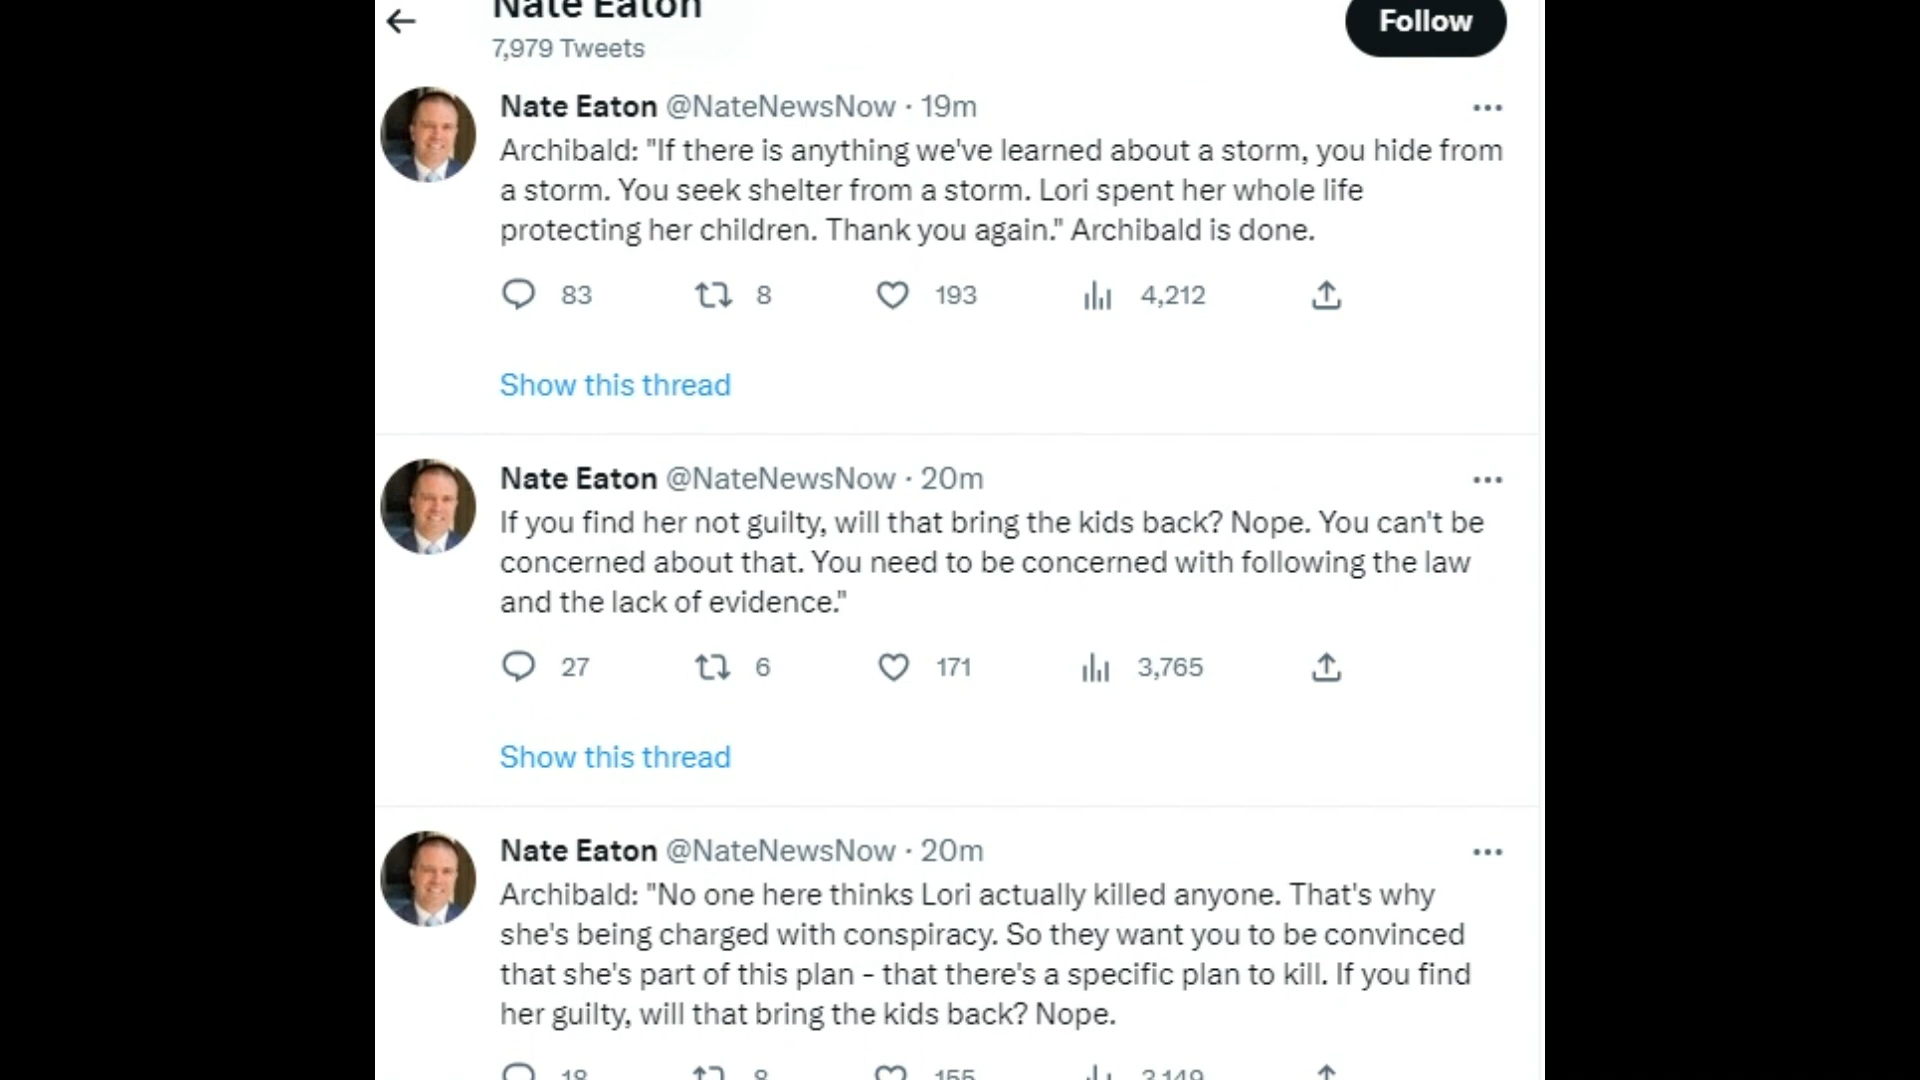 Nate Eaton
7,979 Tweets
Follow
Nate Eaton @NateNewsNow · 19m
Archibald: "If there is anything we've learned about a storm, you hide from
a storm. You seek shelter from a storm. Lori spent her whole life
protecting her children. Thank you again." Archibald is done.
83 8 193 4,212
Show this thread
Nate Eaton @NateNewsNow · 20m
If you find her not guilty, will that bring the kids back? Nope. You can't be
concerned about that. You need to be concerned with following the law
and the lack of evidence."
27 6 171 3,765
Show this thread
Nate Eaton @NateNewsNow · 20m
Archibald: "No one here thinks Lori actually killed anyone. That's why
she's being charged with conspiracy. So they want you to be convinced
that she's part of this plan - that there's a specific plan to kill. If you find
her guilty, will that bring the kids back? Nope.
18 8 155 3,149